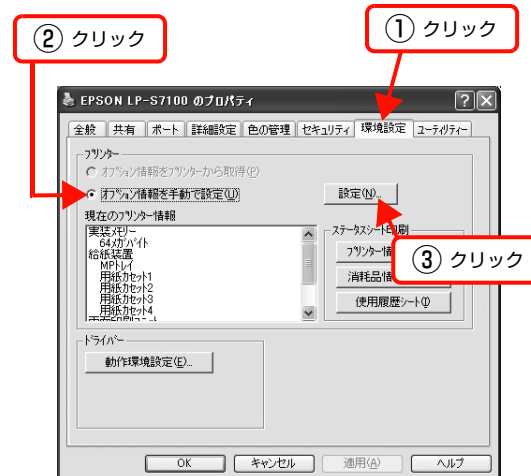 ② クリック
① クリック
EPSON LP-S7100 のプロパティ
全般 共有 ポート 詳細設定 色の管理 セキュリティ 環境設定 ユーティリティー
プリンター
オプション情報をプリンターから取得(P)
オプション情報を手動で設定(U)
設定(N)...
現在のプリンター情報
実装メモリー
64メガバイト
給紙装置
MPトレイ
用紙カセット1
用紙カセット2
用紙カセット3
用紙カセット4
両面印刷ユニット
ステータスシート印刷
プリンター情
消耗品情
使用履歴シート(I)
③ クリック
ドライバー
動作環境設定(E)...
OK キャンセル 適用(A) ヘルプ